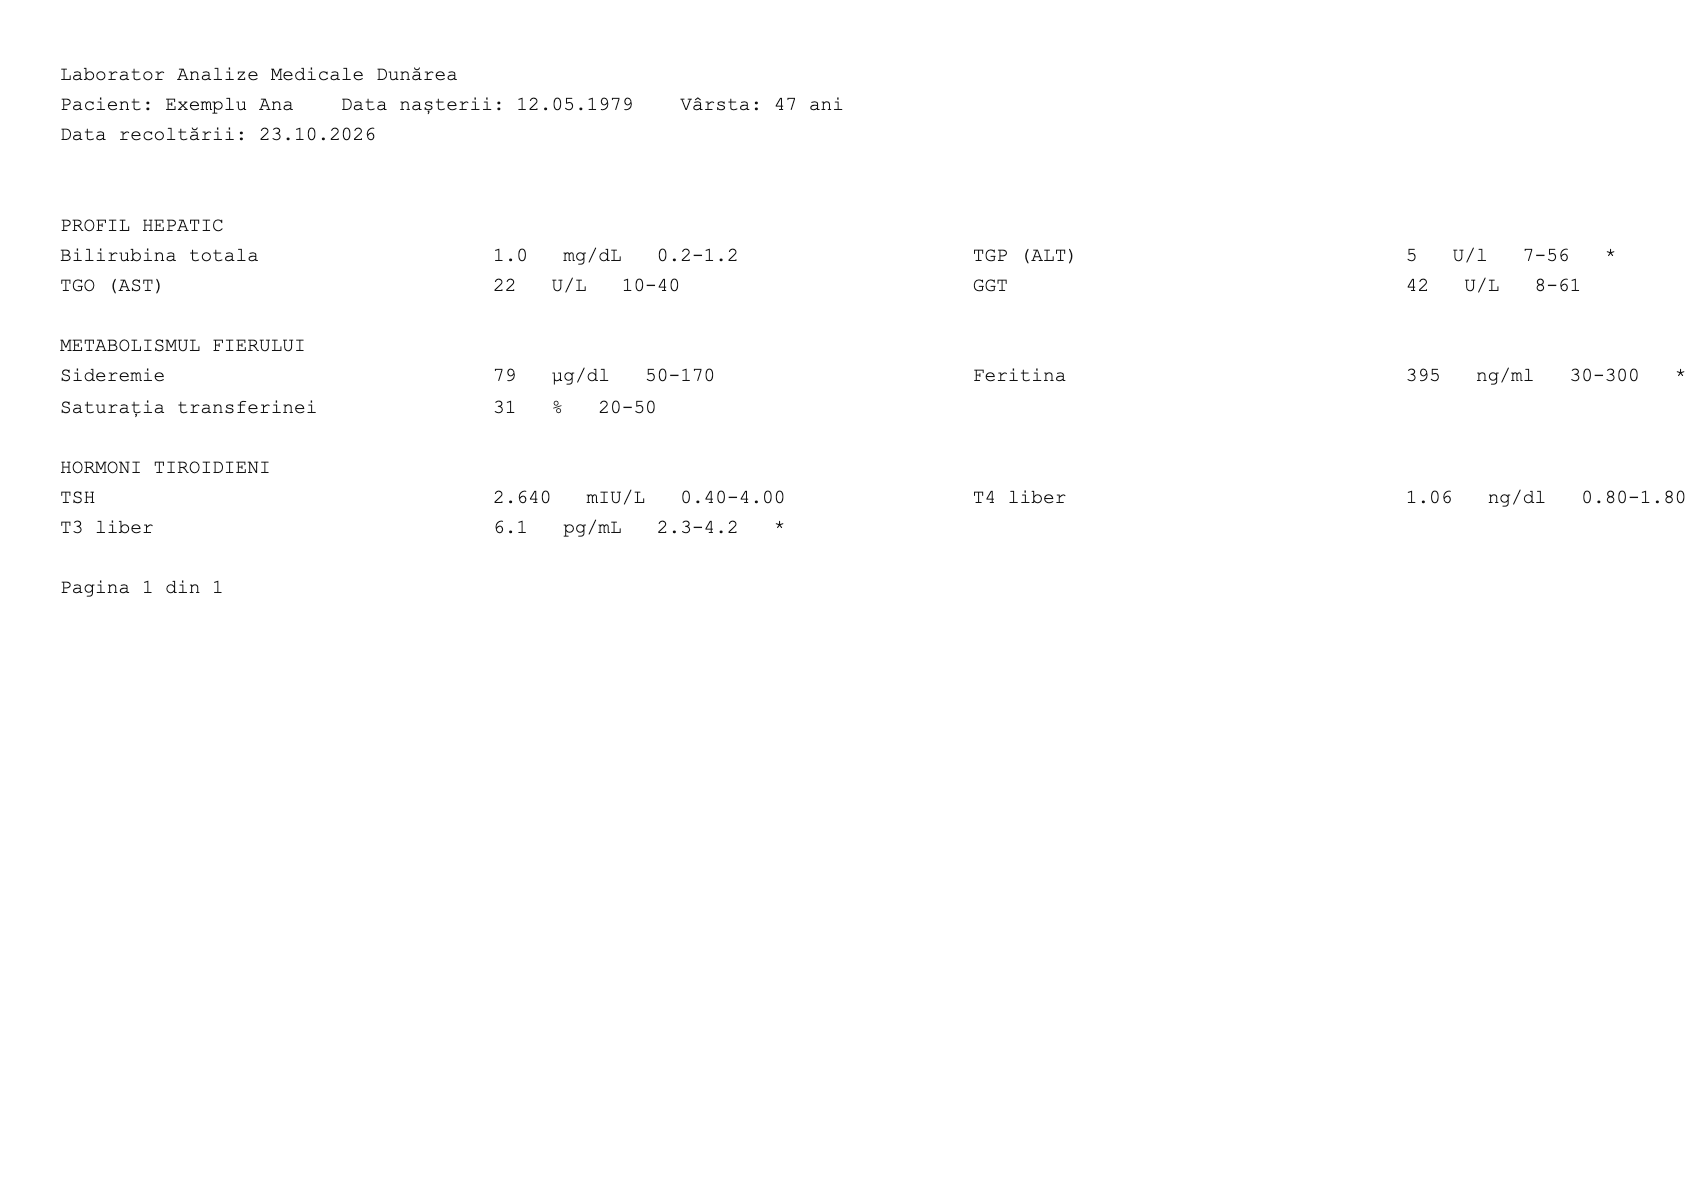 Laborator Analize Medicale Dunărea
Pacient: Exemplu Ana    Data nașterii: 12.05.1979    Vârsta: 47 ani
Data recoltării: 23.10.2026
PROFIL HEPATIC
Bilirubina totala    1.0   mg/dL   0.2-1.2    TGP (ALT)    5   U/l   7-56   *
TGO (AST)    22   U/L   10-40    GGT    42   U/L   8-61
METABOLISMUL FIERULUI
Sideremie    79   µg/dl   50-170    Feritina    395   ng/ml   30-300   *
Saturația transferinei    31   %   20-50
HORMONI TIROIDIENI
TSH    2.640   mIU/L   0.40-4.00    T4 liber    1.06   ng/dl   0.80-1.80
T3 liber    6.1   pg/mL   2.3-4.2   *
Pagina 1 din 1